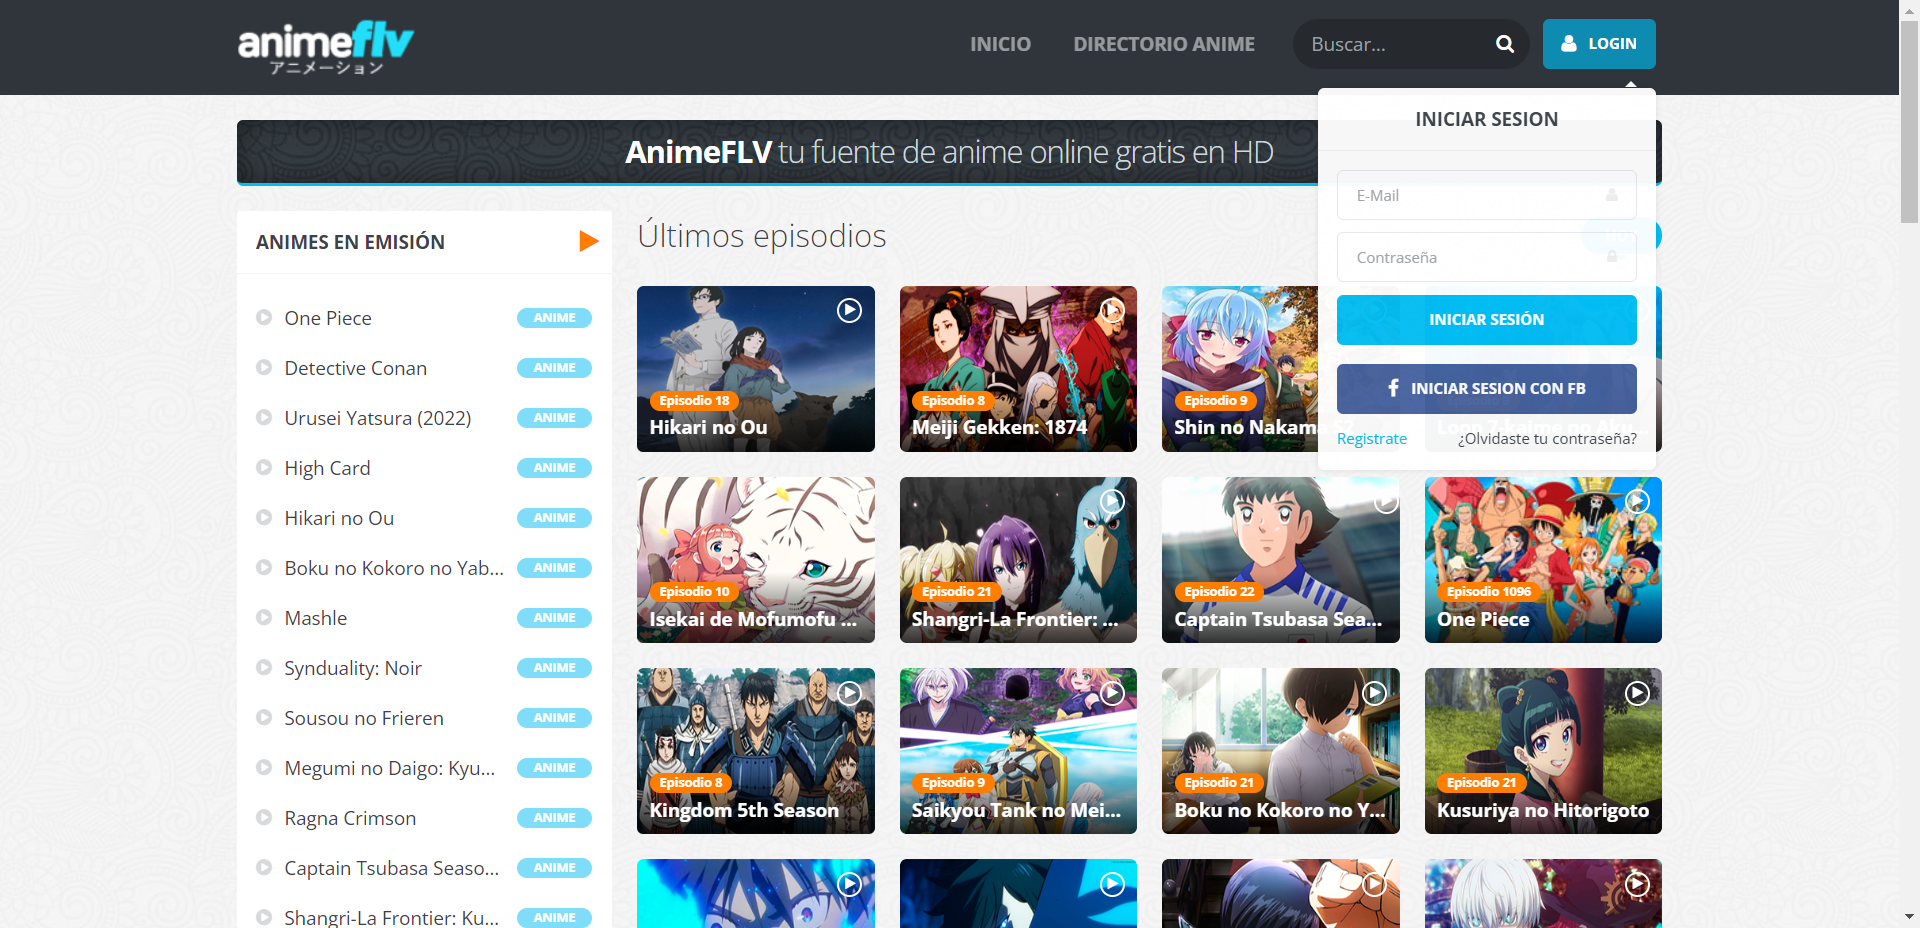 animeflv
アニメーション
INICIO
DIRECTORIO ANIME
Buscar...
LOGIN
INICIAR SESION
E-Mail
Contraseña
INICIAR SESIÓN
INICIAR SESION CON FB
Registrate
¿Olvidaste tu contraseña?
AnimeFLV tu fuente de anime online gratis en HD
ANIMES EN EMISIÓN
One Piece ANIME
Detective Conan ANIME
Urusei Yatsura (2022) ANIME
High Card ANIME
Hikari no Ou ANIME
Boku no Kokoro no Yab... ANIME
Mashle ANIME
Synduality: Noir ANIME
Sousou no Frieren ANIME
Megumi no Daigo: Kyu... ANIME
Ragna Crimson ANIME
Captain Tsubasa Seaso... ANIME
Shangri-La Frontier: Ku... ANIME
Últimos episodios
Episodio 18
Hikari no Ou
Episodio 8
Meiji Gekken: 1874
Episodio 9
Shin no Nakama S2
Loop 7-kaime no Aku...
Episodio 10
Isekai de Mofumofu ...
Episodio 21
Shangri-La Frontier: ...
Episodio 22
Captain Tsubasa Sea...
Episodio 1096
One Piece
Episodio 8
Kingdom 5th Season
Episodio 9
Saikyou Tank no Mei...
Episodio 21
Boku no Kokoro no Y...
Episodio 21
Kusuriya no Hitorigoto